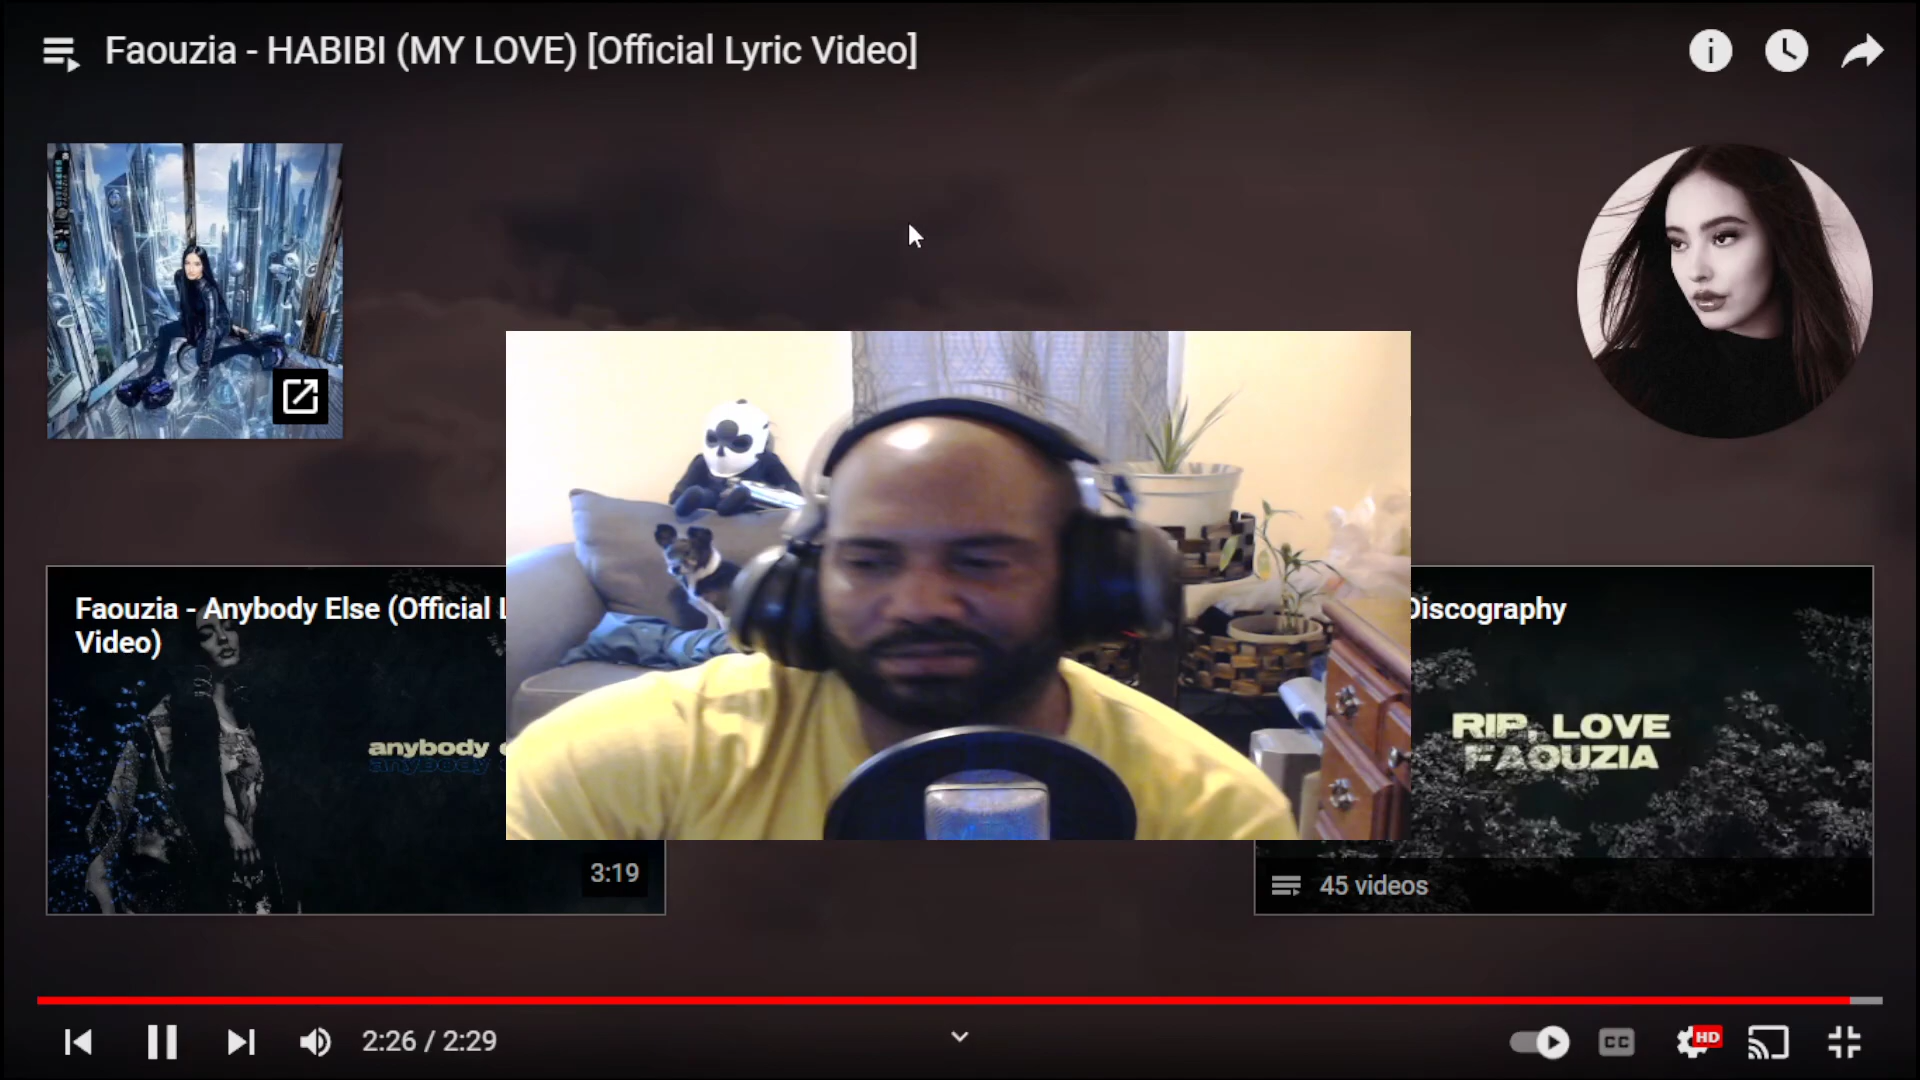 Faouzia - HABIBI (MY LOVE) [Official Lyric Video]
Faouzia - Anybody Else (Official
Video)
anybody
3:19
Discography
RIP, LOVE
FAOUZIA
45 videos
2:26 / 2:29
CC
HD